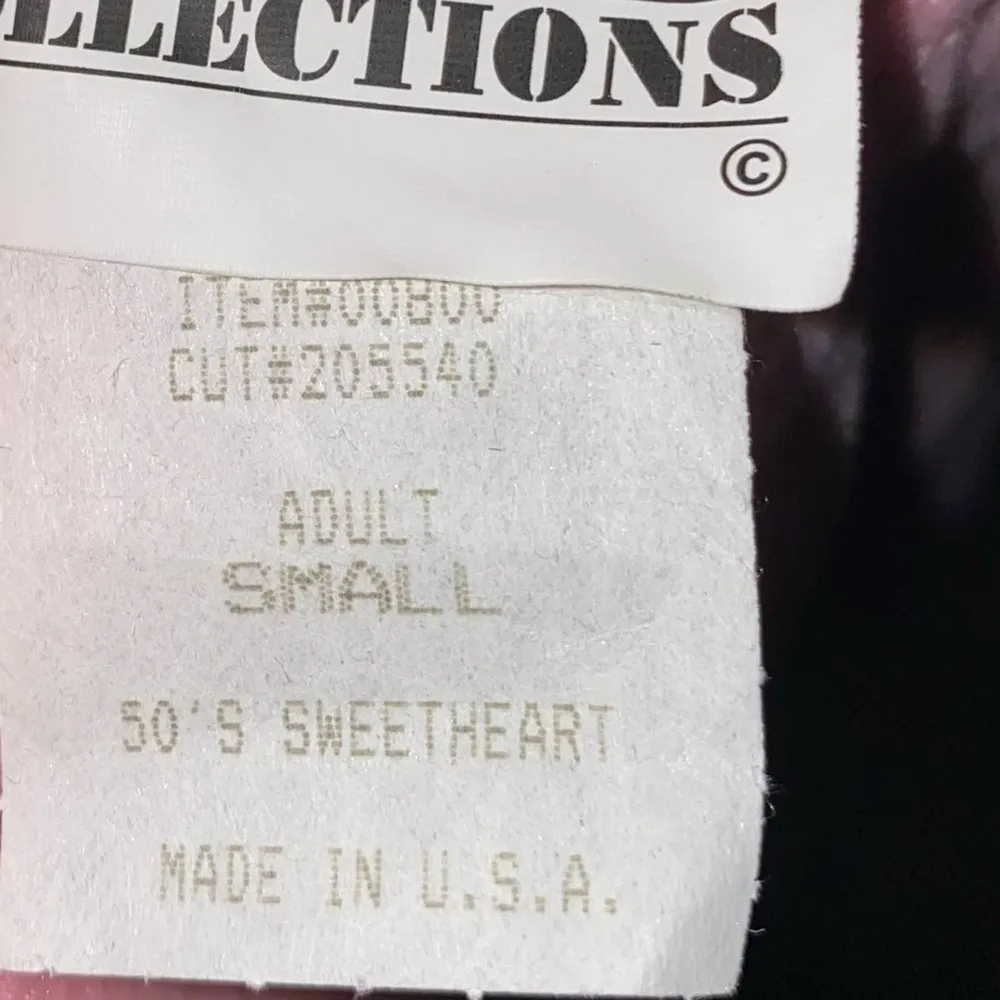 LLECTIONS
©
ITEM#00800
CUT#205540
ADULT
SMALL
50'S SWEETHEART
MADE IN U.S.A.